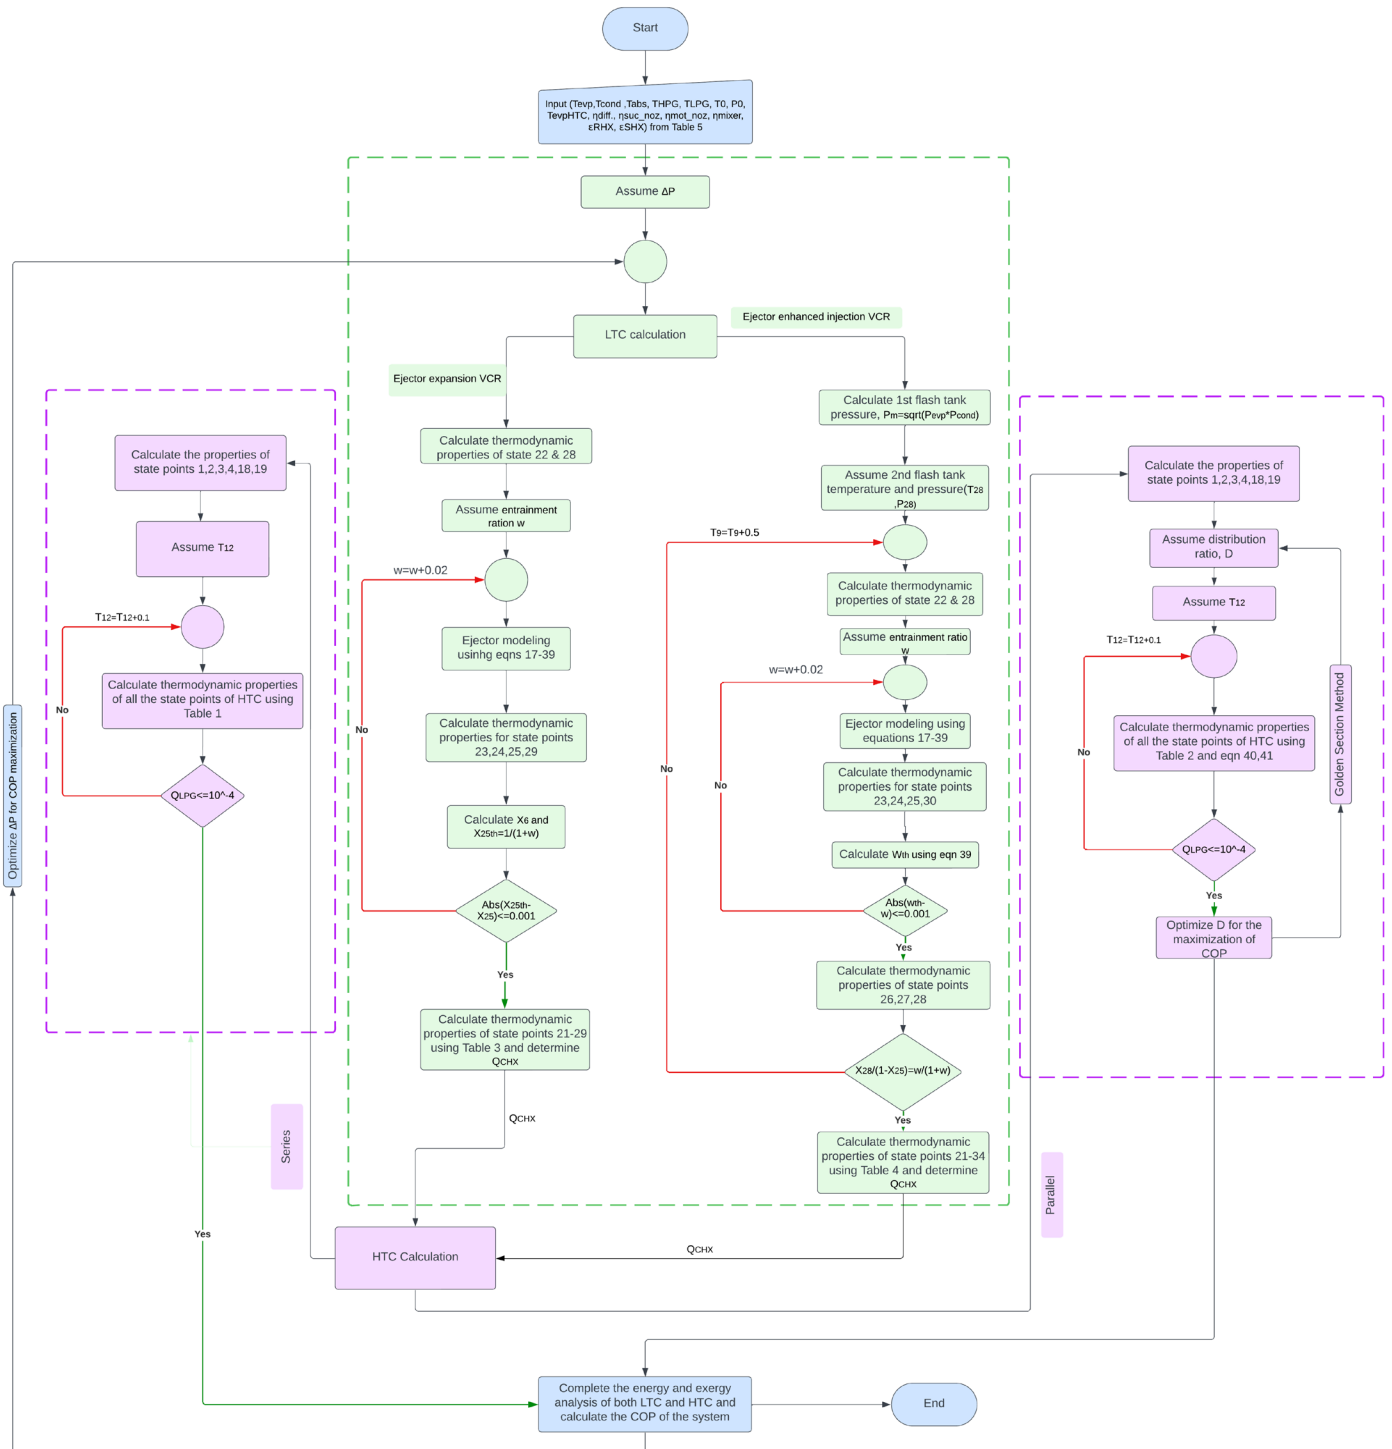 Start
Input (Tevp,Tcond ,Tabs, THPG, TLPG, T0, P0,
TevpHTC, ηdiff., ηsuc_noz, ηmot_noz, ηmixer,
εRHX, εSHX) from Table 5
Assume ΔP
LTC calculation
Ejector enhanced injection VCR
Ejector expansion VCR
Calculate thermodynamic
properties of state 22 & 28
Assume entrainment
ration w
w=w+0.02
Ejector modeling
usinhg eqns 17-39
Calculate thermodynamic
properties for state points
23,24,25,29
No
Calculate X6 and
X25th=1/(1+w)
Abs(X25th-
X25)<=0.001
Yes
Calculate thermodynamic
properties of state points 21-29
using Table 3 and determine
QCHX
QCHX
Calculate 1st flash tank
pressure, Pm=sqrt(Pevp*Pcond)
Assume 2nd flash tank
temperature and pressure(T28
,P28)
T9=T9+0.5
Calculate thermodynamic
properties of state 22 & 28
Assume entrainment ratio
w
w=w+0.02
Ejector modeling using
equations 17-39
No
Calculate thermodynamic
properties for state points
23,24,25,30
No
Calculate Wth using eqn 39
Abs(wth-
w)<=0.001
Yes
Calculate thermodynamic
properties of state points
26,27,28
X28/(1-X25)=w/(1+w)
Yes
Calculate thermodynamic
properties of state points 21-34
using Table 4 and determine
QCHX
QCHX
HTC Calculation
Calculate the properties of
state points 1,2,3,4,18,19
Assume T12
T12=T12+0.1
Calculate thermodynamic properties
of all the state points of HTC using
Table 1
No
QLPG<=10^-4
Yes
Series
Optimize ΔP for COP maximization
Calculate the properties of
state points 1,2,3,4,18,19
Assume distribution
ratio, D
Assume T12
T12=T12+0.1
Calculate thermodynamic properties
of all the state points of HTC using
Table 2 and eqn 40,41
No
QLPG<=10^-4
Yes
Optimize D for the
maximization of
COP
Golden Section Method
Parallel
Complete the energy and exergy
analysis of both LTC and HTC and
calculate the COP of the system
End